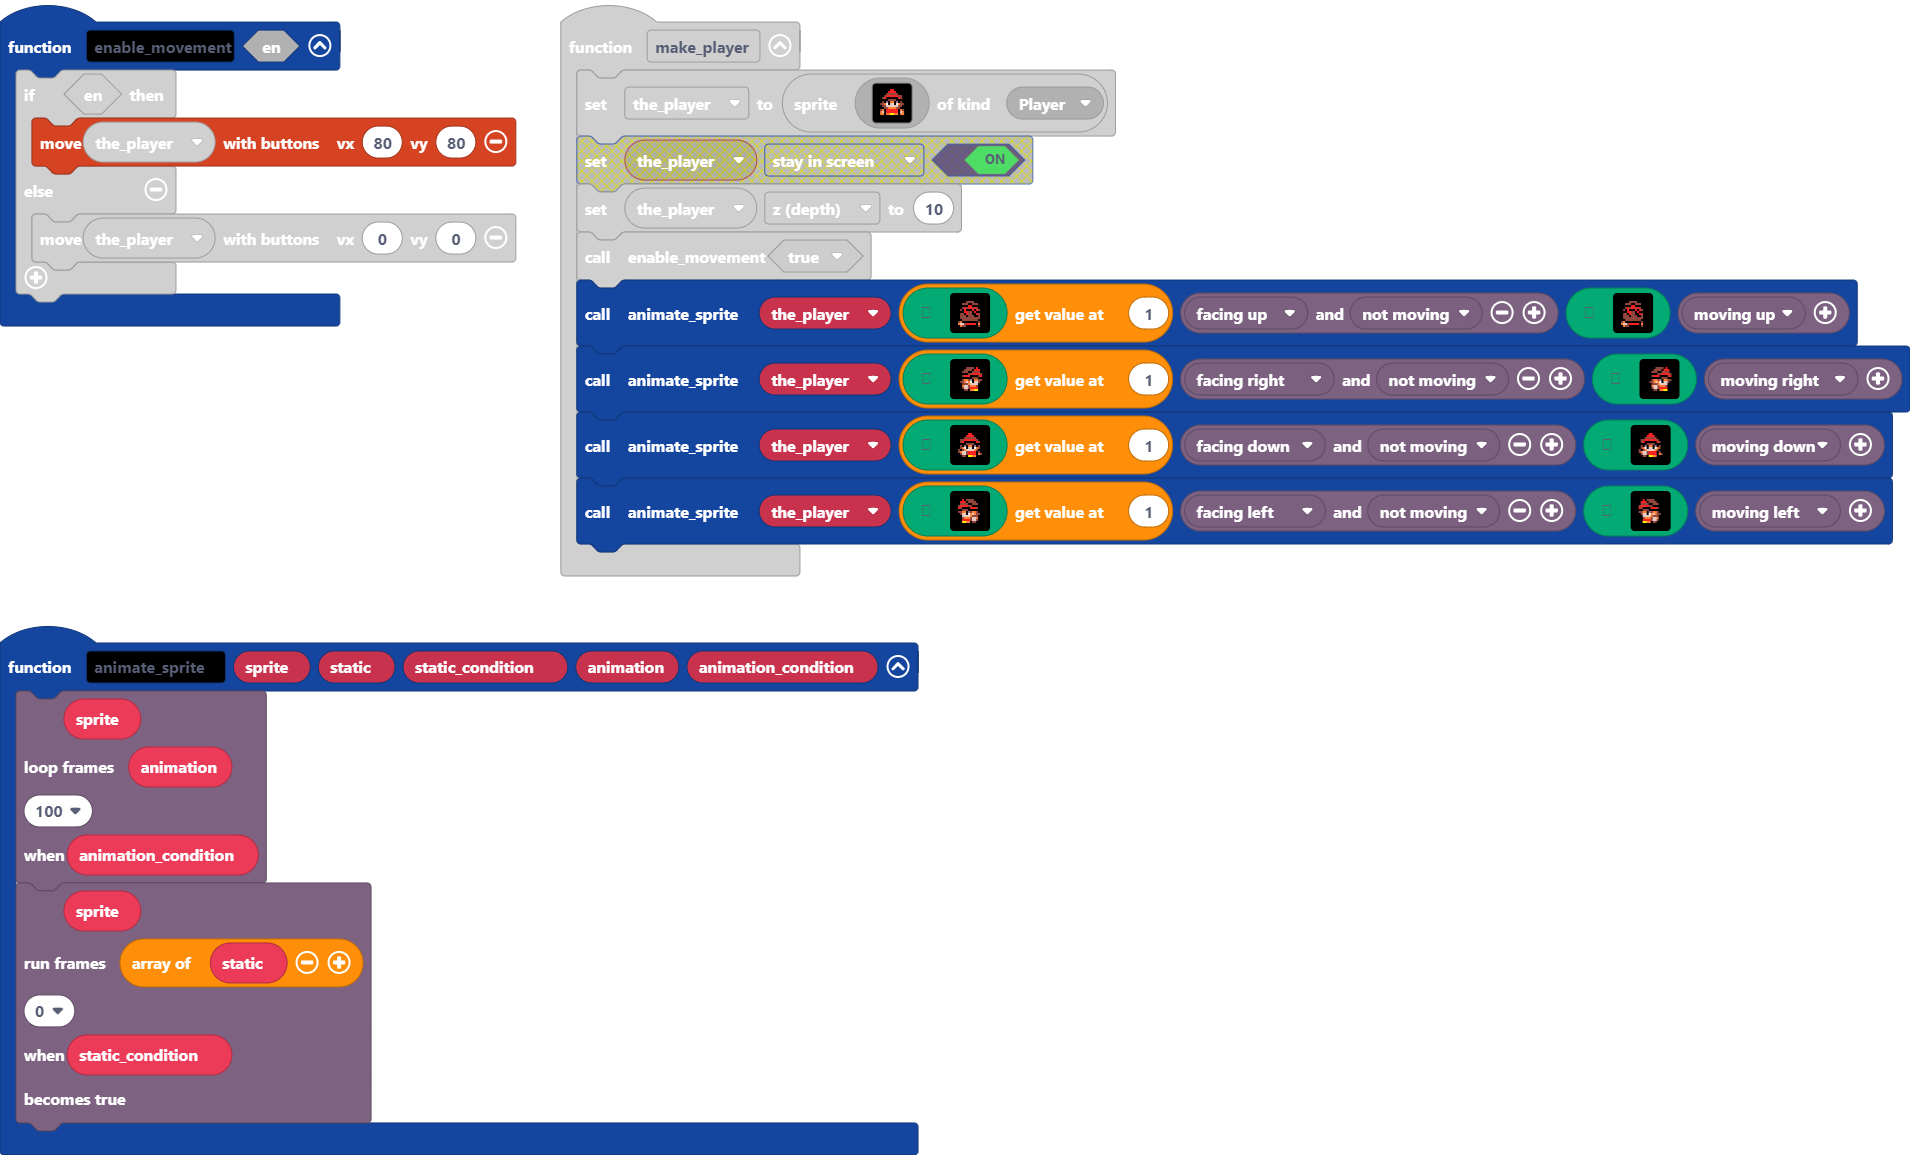 function enable_movement en
if en then
move the_player with buttons vx 80 vy 80
else
move the_player with buttons vx 0 vy 0
function make_player
set the_player to sprite of kind Player
set the_player stay in screen ON
set the_player z (depth) to 10
call enable_movement true
call animate_sprite the_player get value at 1 facing up and not moving moving up
call animate_sprite the_player get value at 1 facing right and not moving moving right
call animate_sprite the_player get value at 1 facing down and not moving moving down
call animate_sprite the_player get value at 1 facing left and not moving moving left
function animate_sprite sprite static static_condition animation animation_condition
sprite
loop frames animation
100
when animation_condition
sprite
run frames array of static
0
when static_condition
becomes true